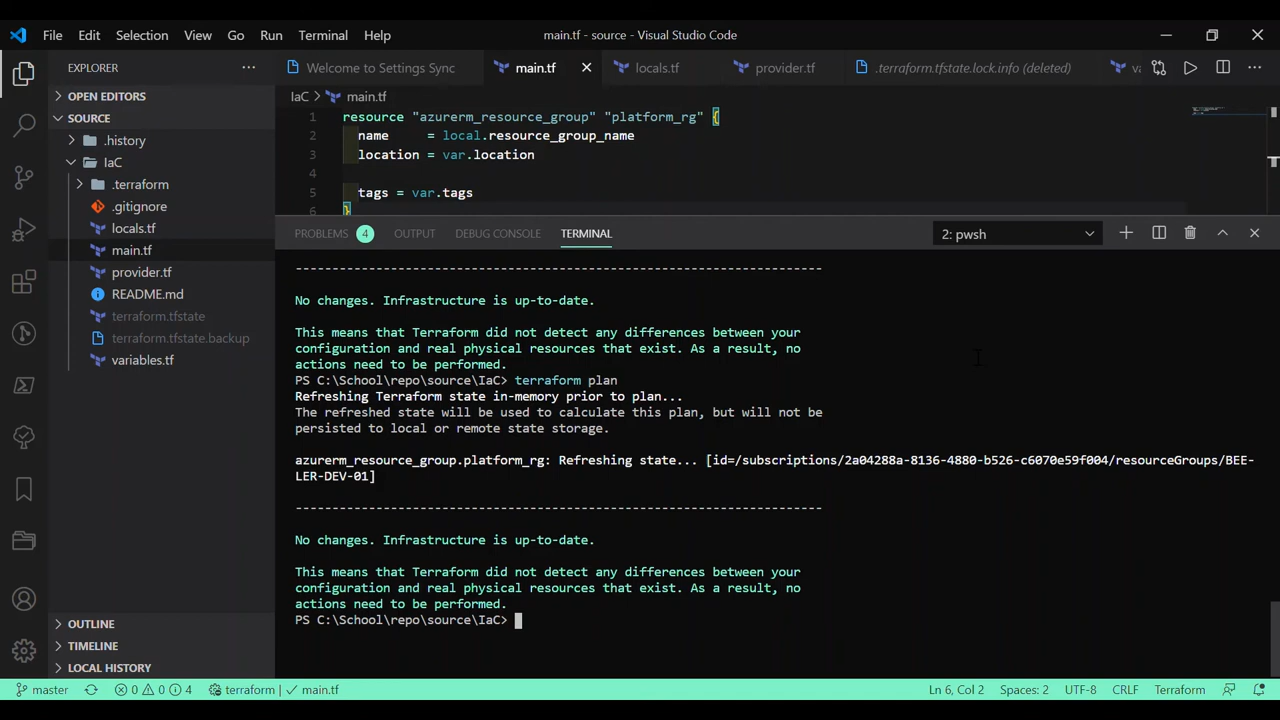 File Edit Selection View Go Run Terminal Help
main.tf - source - Visual Studio Code
EXPLORER
OPEN EDITORS
SOURCE
.history
IaC
.terraform
.gitignore
locals.tf
main.tf
provider.tf
README.md
terraform.tfstate
terraform.tfstate.backup
variables.tf
OUTLINE
TIMELINE
LOCAL HISTORY
Welcome to Settings Sync
main.tf
locals.tf
provider.tf
.terraform.tfstate.lock.info (deleted)
IaC > main.tf
1 resource "azurerm_resource_group" "platform_rg" {
2 name = local.resource_group_name
3 location = var.location
4
5 tags = var.tags
6 }
PROBLEMS 4 OUTPUT DEBUG CONSOLE TERMINAL
2: pwsh
------------------------------------------------------------------------
No changes. Infrastructure is up-to-date.
This means that Terraform did not detect any differences between your
configuration and real physical resources that exist. As a result, no
actions need to be performed.
PS C:\School\repo\source\IaC> terraform plan
Refreshing Terraform state in-memory prior to plan...
The refreshed state will be used to calculate this plan, but will not be
persisted to local or remote state storage.
azurerm_resource_group.platform_rg: Refreshing state... [id=/subscriptions/2a04288a-8136-4880-b526-c6070e59f004/resourceGroups/BEE-
LER-DEV-01]
------------------------------------------------------------------------
No changes. Infrastructure is up-to-date.
This means that Terraform did not detect any differences between your
configuration and real physical resources that exist. As a result, no
actions need to be performed.
PS C:\School\repo\source\IaC>
master 0 0 4 terraform | ✓ main.tf
Ln 6, Col 2 Spaces: 2 UTF-8 CRLF Terraform